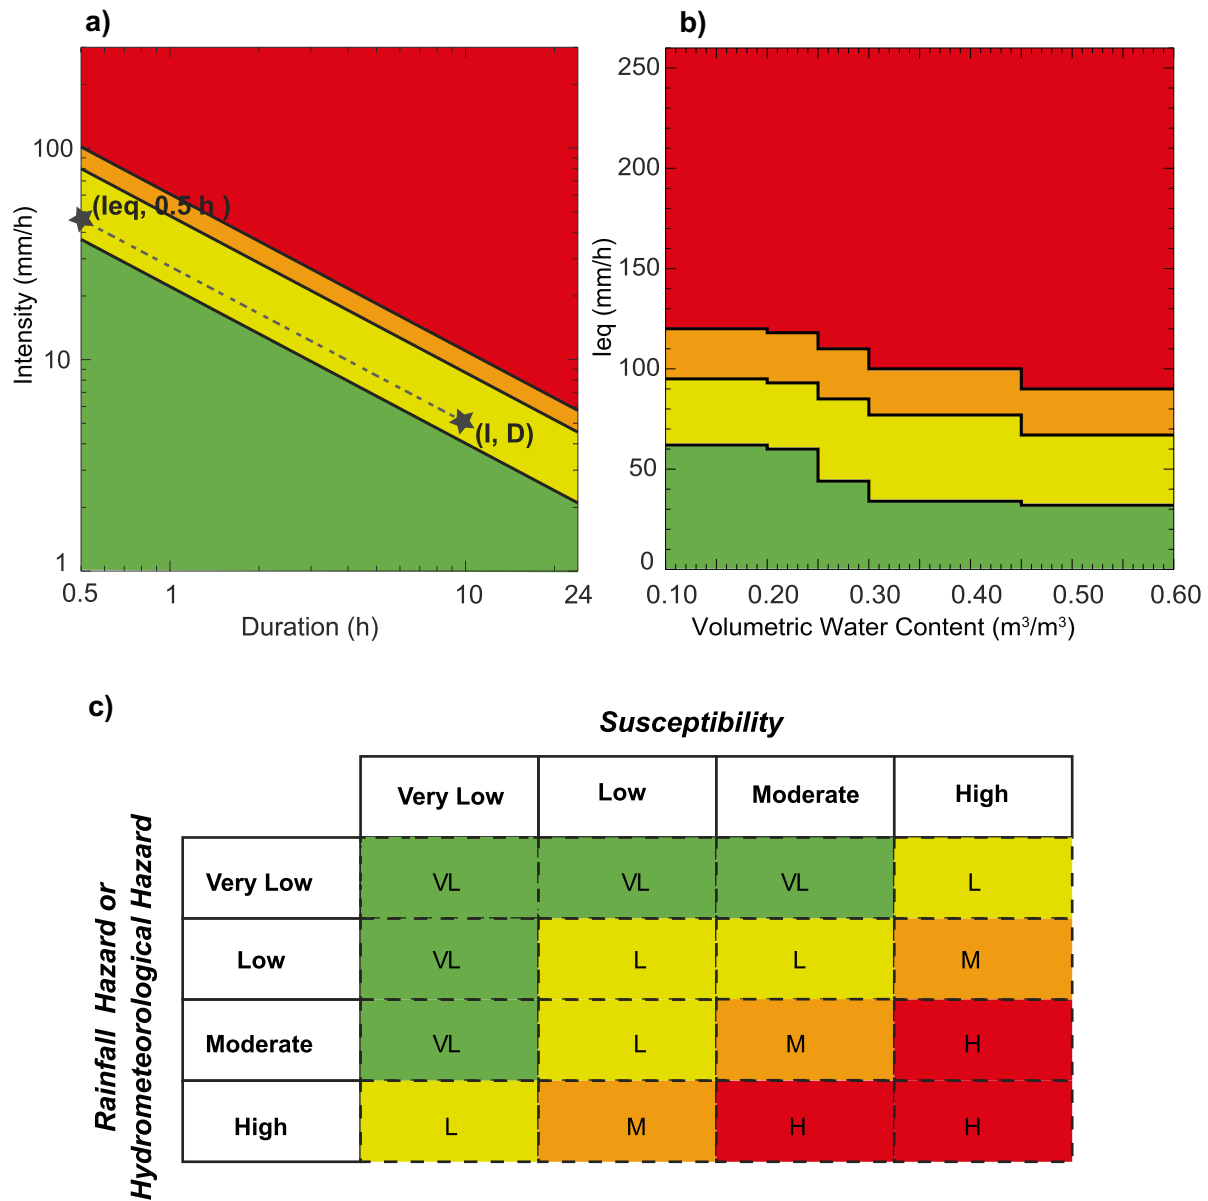 a)
Intensity (mm/h)
100
10
1
(Ieq, 0.5 h )
(I, D)
0.5 1 10 24
Duration (h)
b)
Ieq (mm/h)
250
200
150
100
50
0
0.10 0.20 0.30 0.40 0.50 0.60
Volumetric Water Content (m³/m³)
c)
Susceptibility
Rainfall Hazard or
Hydrometeorological Hazard
Very Low Low Moderate High
Very Low VL VL VL L
Low VL L L M
Moderate VL L M H
High L M H H